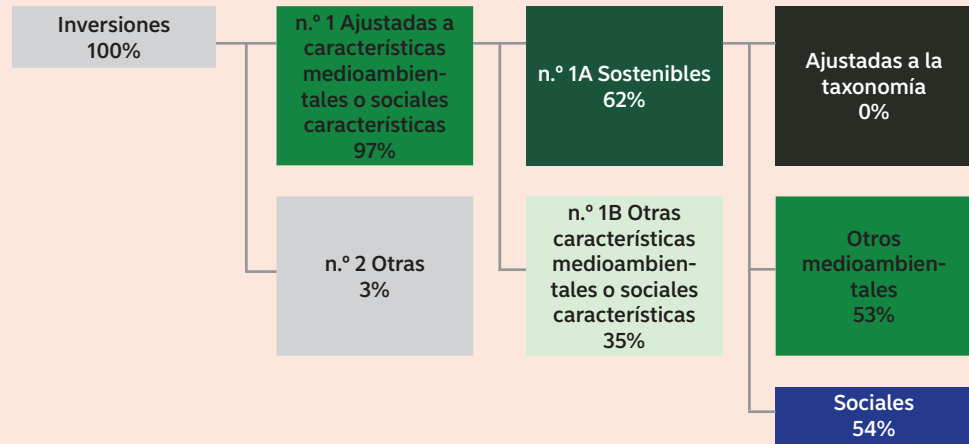 Inversiones
100%
n.º 1 Ajustadas a
características
medioambien-
tales o sociales
características
97%
n.º 1A Sostenibles
62%
Ajustadas a la
taxonomía
0%
n.º 2 Otras
3%
n.º 1B Otras
características
medioambien-
tales o sociales
características
35%
Otros
medioambien-
tales
53%
Sociales
54%